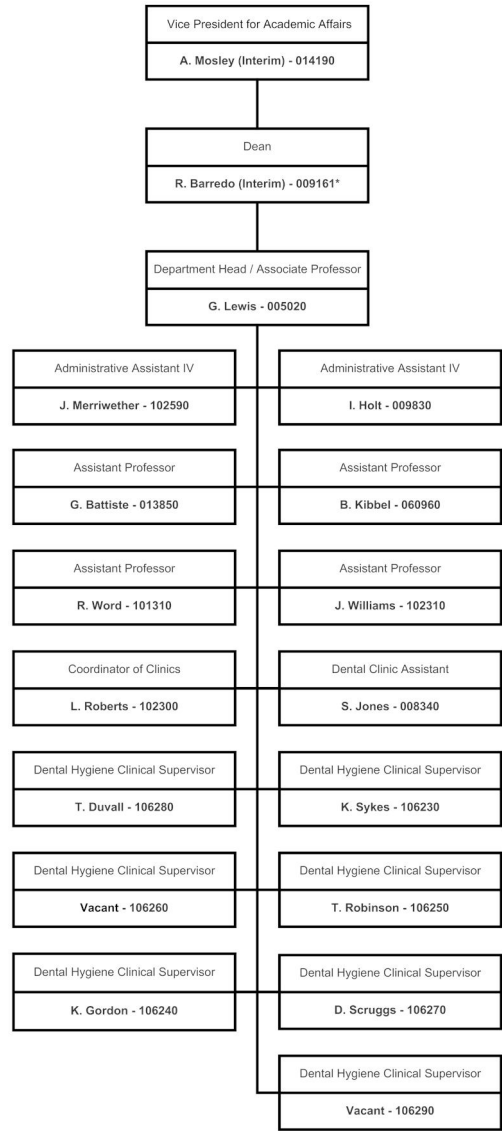 Vice President for Academic Affairs
A. Mosley (Interim) - 014190
Dean
R. Barredo (Interim) - 009161*
Department Head / Associate Professor
G. Lewis - 005020
Administrative Assistant IV
J. Merriwether - 102590
Administrative Assistant IV
I. Holt - 009830
Assistant Professor
G. Battiste - 013850
Assistant Professor
B. Kibbel - 060960
Assistant Professor
R. Word - 101310
Assistant Professor
J. Williams - 102310
Coordinator of Clinics
L. Roberts - 102300
Dental Clinic Assistant
S. Jones - 008340
Dental Hygiene Clinical Supervisor
T. Duvall - 106280
Dental Hygiene Clinical Supervisor
K. Sykes - 106230
Dental Hygiene Clinical Supervisor
Vacant - 106260
Dental Hygiene Clinical Supervisor
T. Robinson - 106250
Dental Hygiene Clinical Supervisor
K. Gordon - 106240
Dental Hygiene Clinical Supervisor
D. Scruggs - 106270
Dental Hygiene Clinical Supervisor
Vacant - 106290